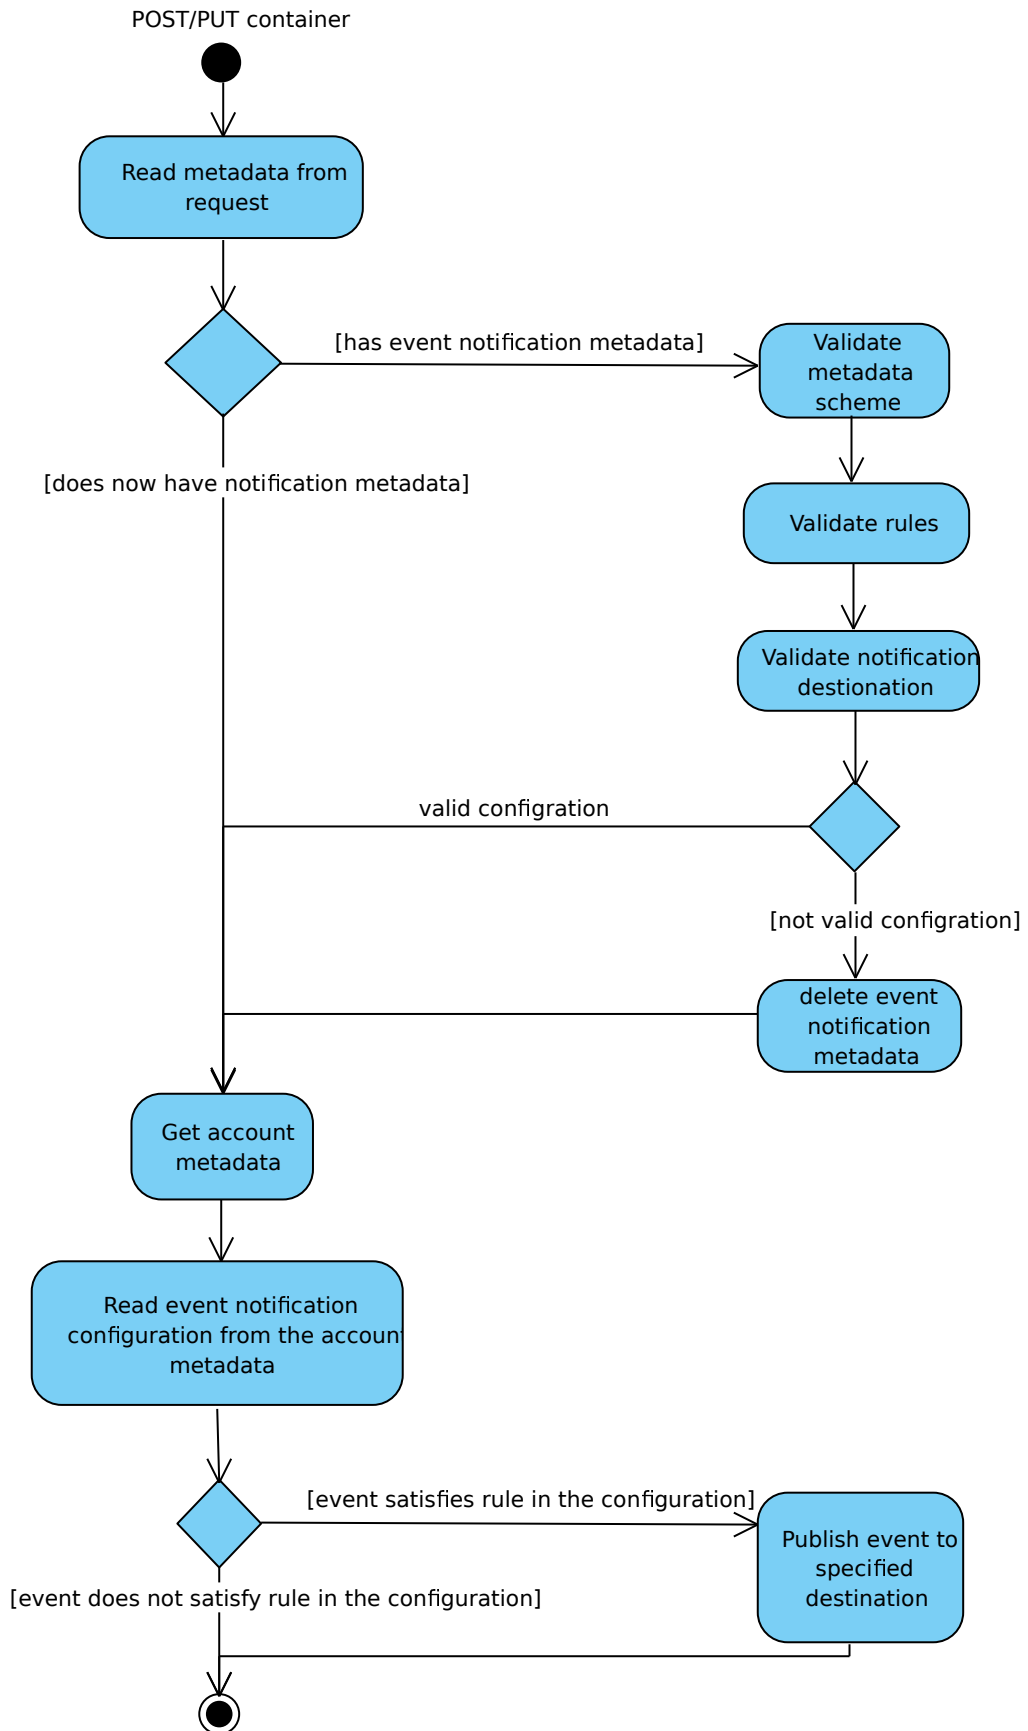 POST/PUT container
Read metadata from
request
[has event notification metadata]
Validate
metadata
scheme
[does now have notification metadata]
Validate rules
Validate notification
destionation
valid configration
[not valid configration]
delete event
notification
metadata
Get account
metadata
Read event notification
configuration from the account
metadata
[event satisfies rule in the configuration]
Publish event to
specified
destination
[event does not satisfy rule in the configuration]